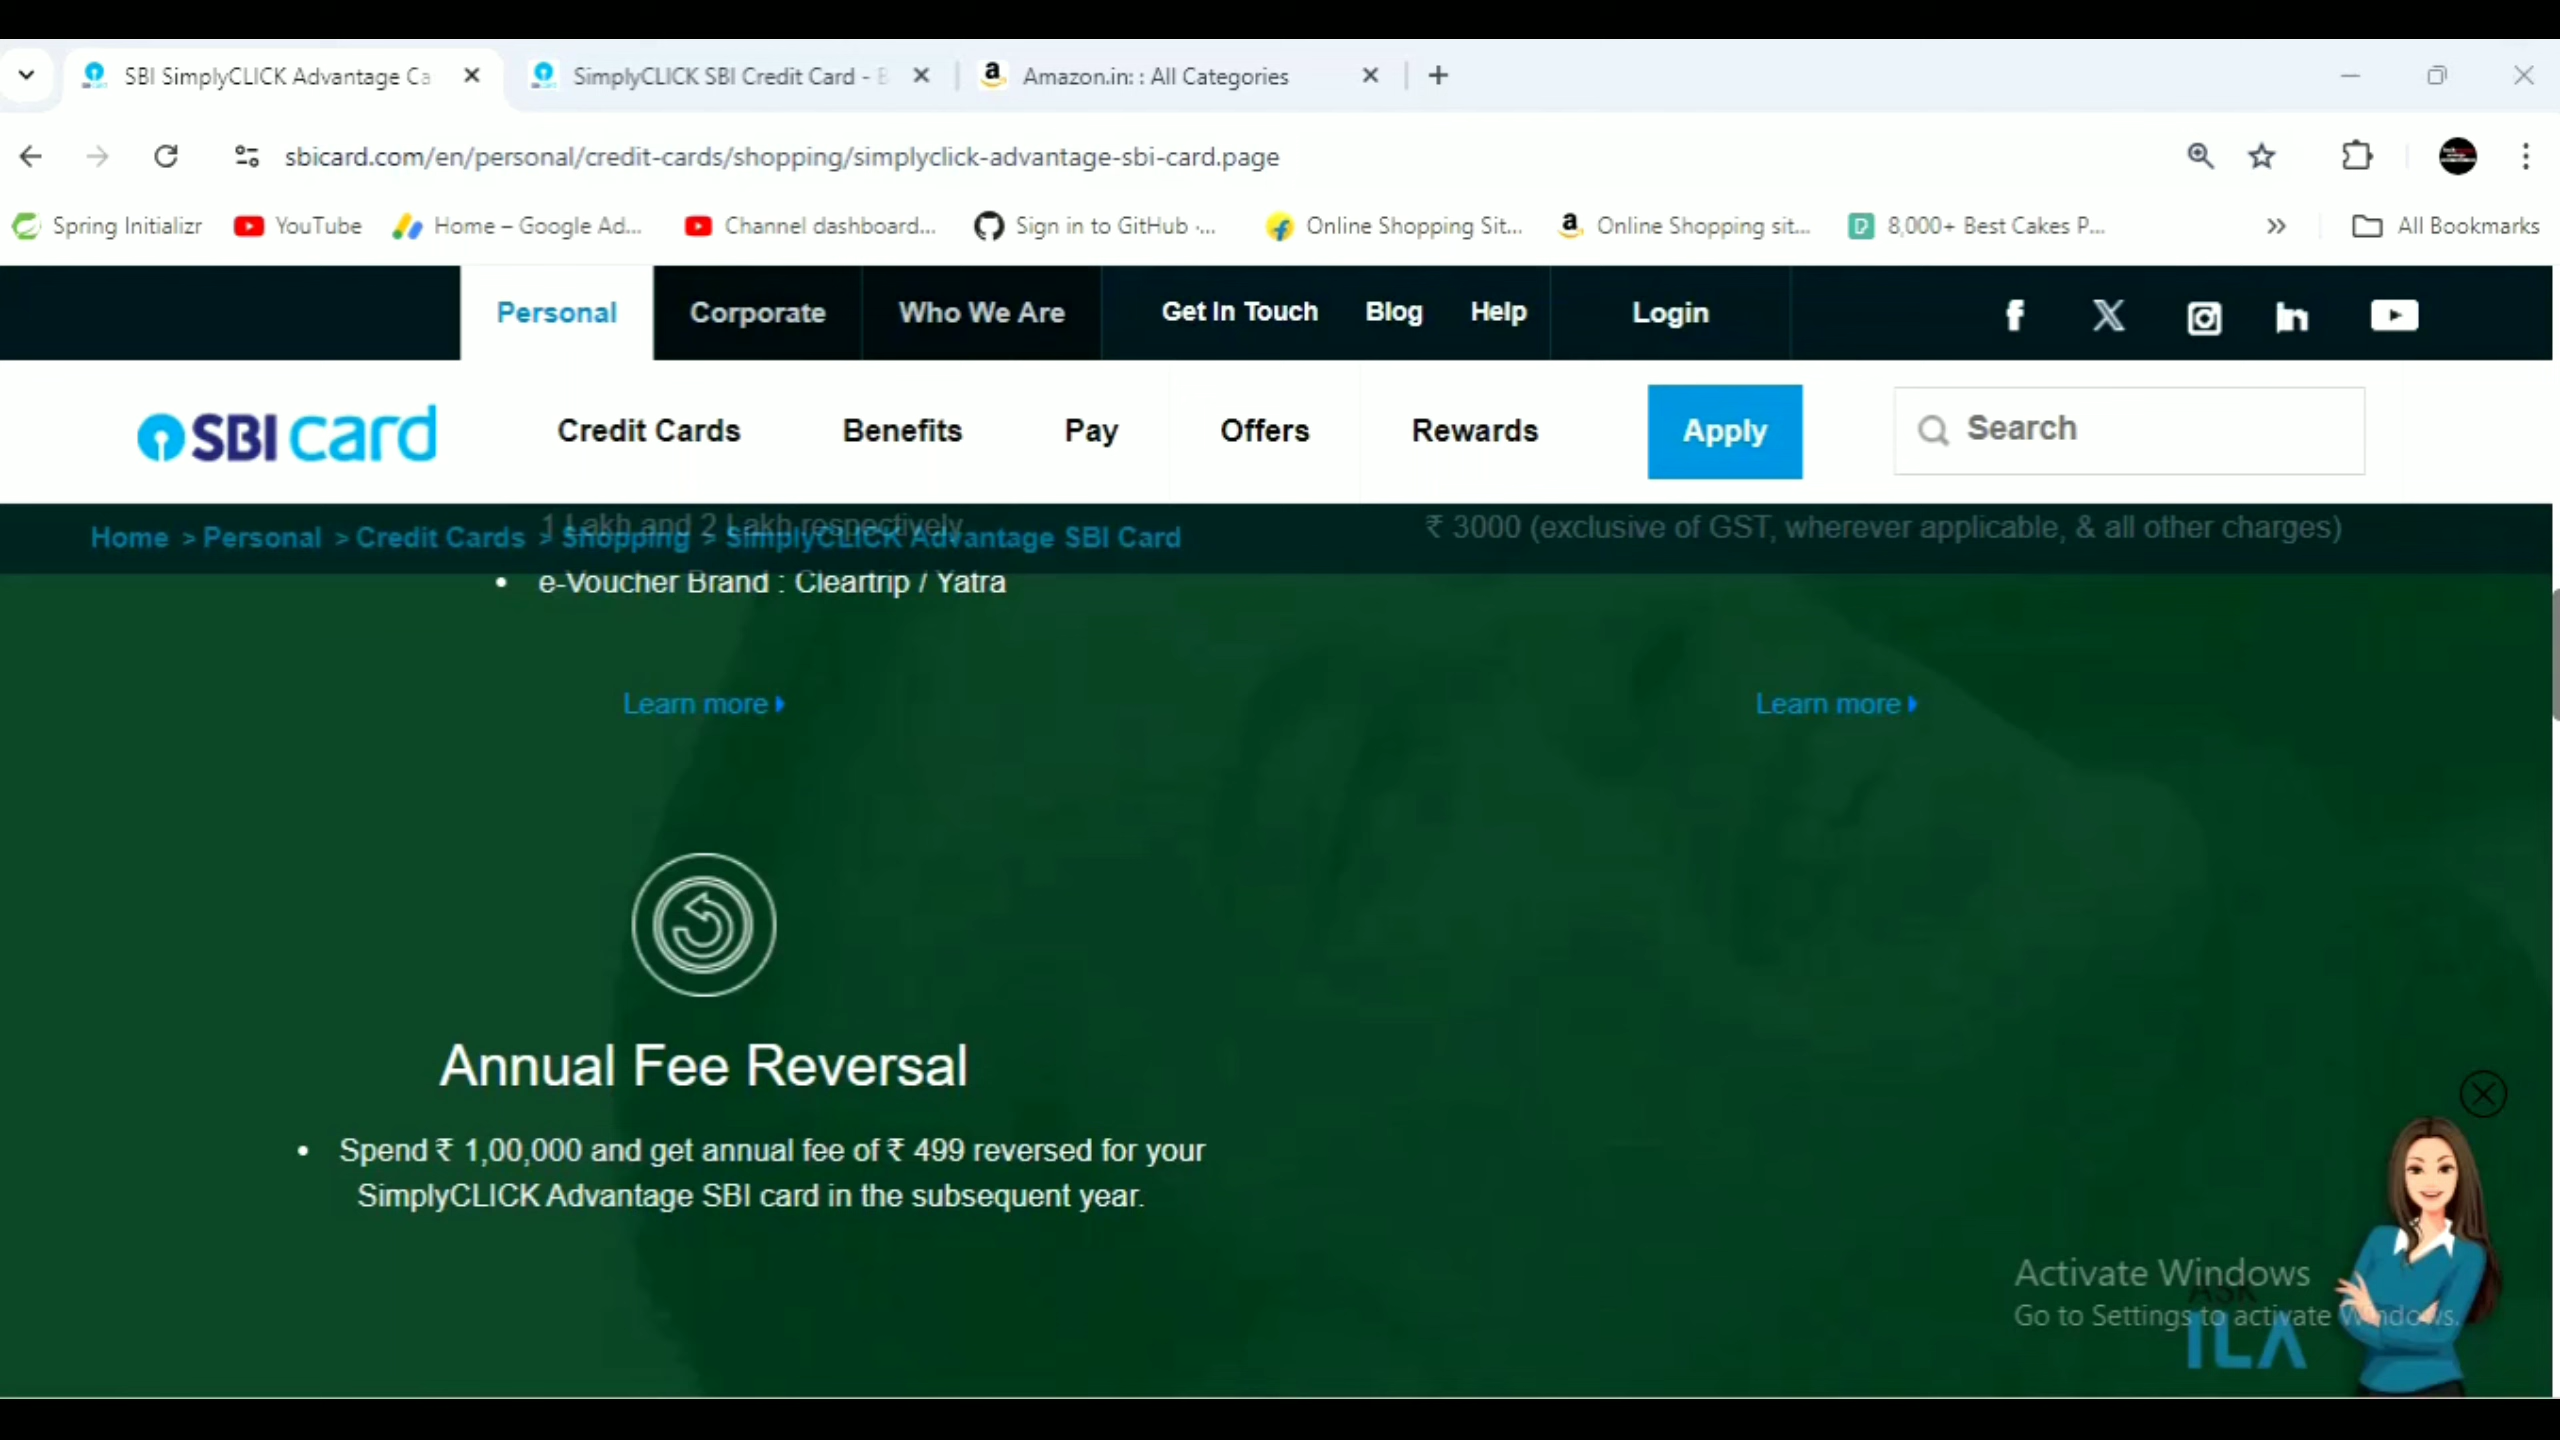 SBI SimplyCLICK Advantage Ca
SimplyCLICK SBI Credit Card -
Amazon.in: : All Categories
sbicard.com/en/personal/credit-cards/shopping/simplyclick-advantage-sbi-card.page
Spring Initializr
YouTube
Home – Google Ad...
Channel dashboard...
Sign in to GitHub ·...
Online Shopping Sit...
Online Shopping sit...
8,000+ Best Cakes P...
All Bookmarks
Personal
Corporate
Who We Are
Get In Touch
Blog
Help
Login
SBI card
Credit Cards
Benefits
Pay
Offers
Rewards
Apply
Search
1 Lakh and 2 Lakh respectively
₹ 3000 (exclusive of GST, wherever applicable, & all other charges)
Home > Personal > Credit Cards > Shopping > SimplyCLICK Advantage SBI Card
• e-Voucher Brand : Cleartrip / Yatra
Learn more
Learn more
Annual Fee Reversal
• Spend ₹ 1,00,000 and get annual fee of ₹ 499 reversed for your
SimplyCLICK Advantage SBI card in the subsequent year.
Activate Windows
ASK
Go to Settings to activate Windows.
ILA